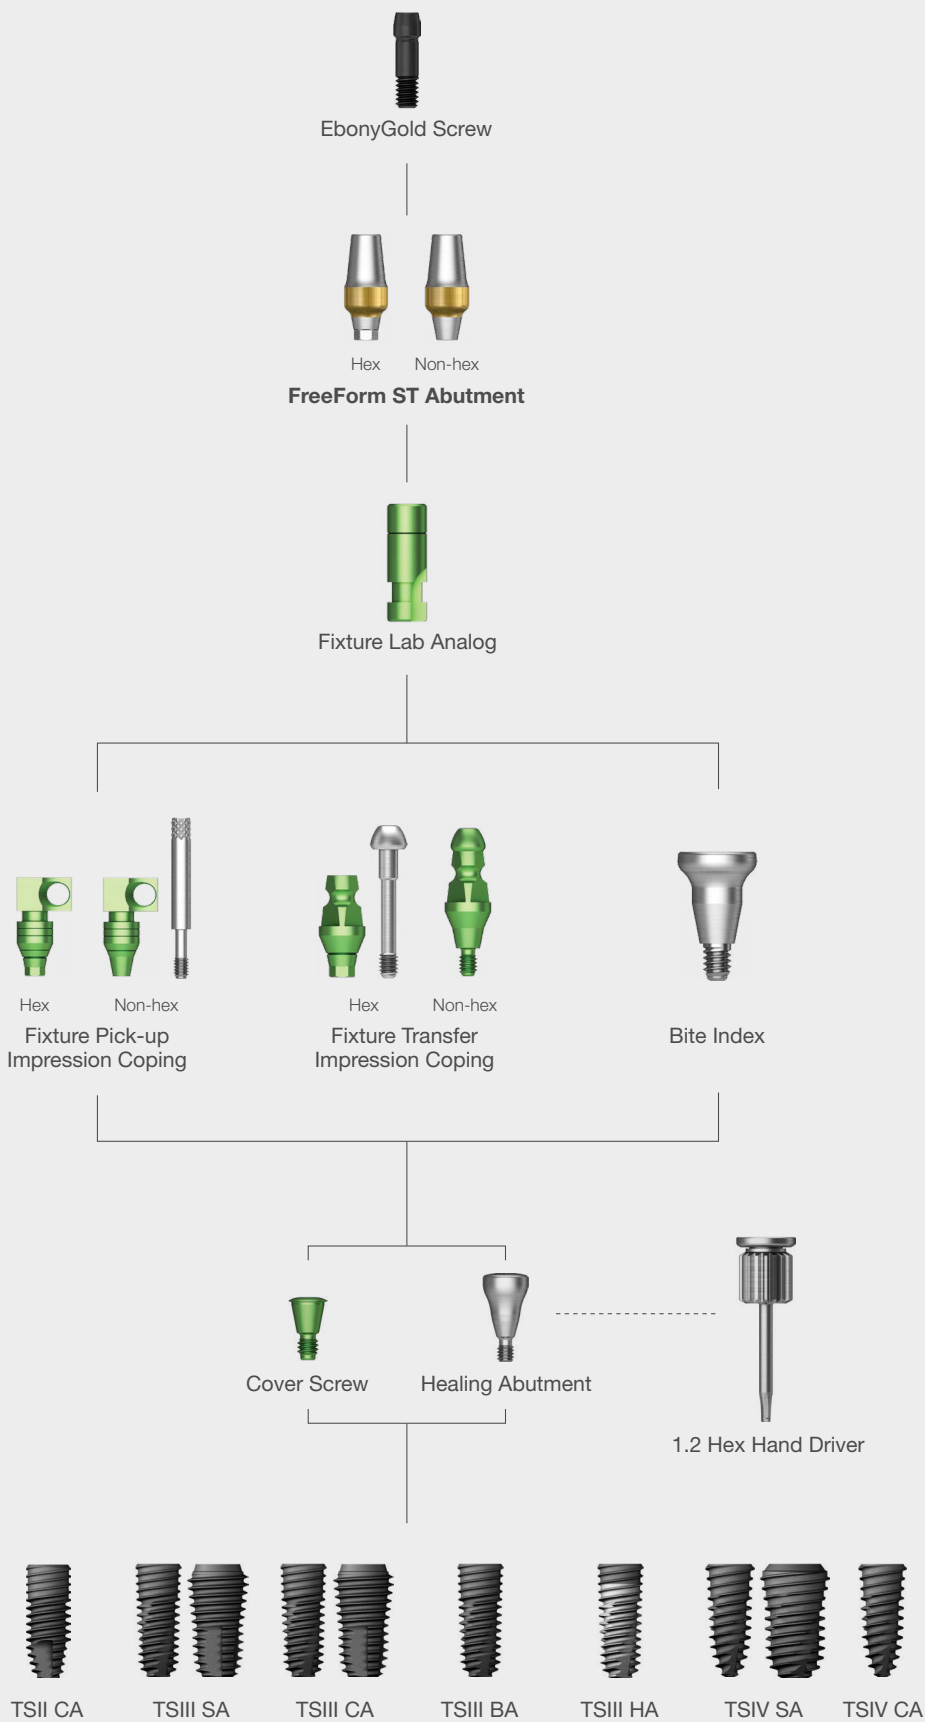 EbonyGold Screw
Hex
Non-hex
FreeForm ST Abutment
Fixture Lab Analog
Hex
Non-hex
Fixture Pick-up
Impression Coping
Hex
Non-hex
Fixture Transfer
Impression Coping
Bite Index
Cover Screw
Healing Abutment
1.2 Hex Hand Driver
TSII CA
TSIII SA
TSIII CA
TSIII BA
TSIII HA
TSIV SA
TSIV CA